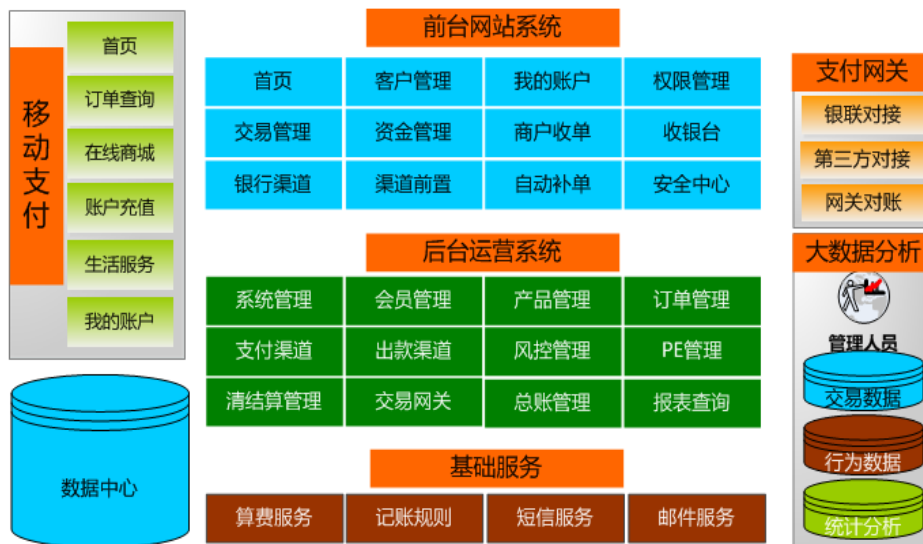 移动支付
首页
订单查询
在线商城
账户充值
生活服务
我的账户
数据中心
前台网站系统
首页 客户管理 我的账户 权限管理
交易管理 资金管理 商户收单 收银台
银行渠道 渠道前置 自动补单 安全中心
后台运营系统
系统管理 会员管理 产品管理 订单管理
支付渠道 出款渠道 风控管理 PE管理
清结算管理 交易网关 总账管理 报表查询
基础服务
算费服务 记账规则 短信服务 邮件服务
支付网关
银联对接
第三方对接
网关对账
大数据分析
管理人员
交易数据
行为数据
统计分析